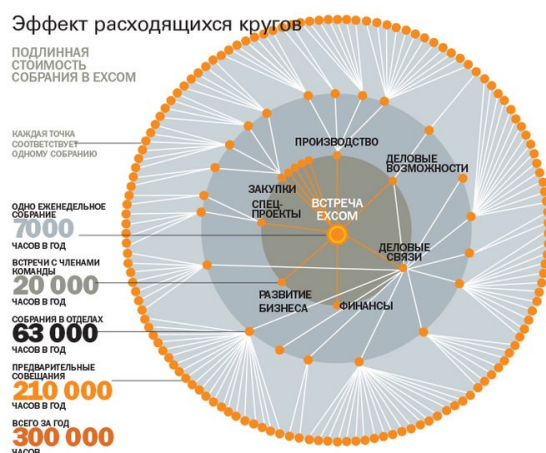 Эффект расходящихся кругов
ПОДЛИННАЯ
СТОИМОСТЬ
СОБРАНИЯ В EXCOM
КАЖДАЯ ТОЧКА
СООТВЕТСТВУЕТ
ОДНОМУ СОБРАНИЮ
ПРОИЗВОДСТВО
ДЕЛОВЫЕ
ВОЗМОЖНОСТИ
ЗАКУПКИ
СПЕЦ-
ПРОЕКТЫ
ВСТРЕЧА
EXCOM
ДЕЛОВЫЕ
СВЯЗИ
РАЗВИТИЕ
БИЗНЕСА
ФИНАНСЫ
ОДНО ЕЖЕНЕДЕЛЬНОЕ
СОБРАНИЕ
7000
ЧАСОВ В ГОД
ВСТРЕЧИ С ЧЛЕНАМИ
КОМАНДЫ
20 000
ЧАСОВ В ГОД
СОБРАНИЯ В ОТДЕЛАХ
63 000
ЧАСОВ В ГОД
ПРЕДВАРИТЕЛЬНЫЕ
СОВЕЩАНИЯ
210 000
ЧАСОВ В ГОД
ВСЕГО ЗА ГОД
300 000
ЧАСОВ